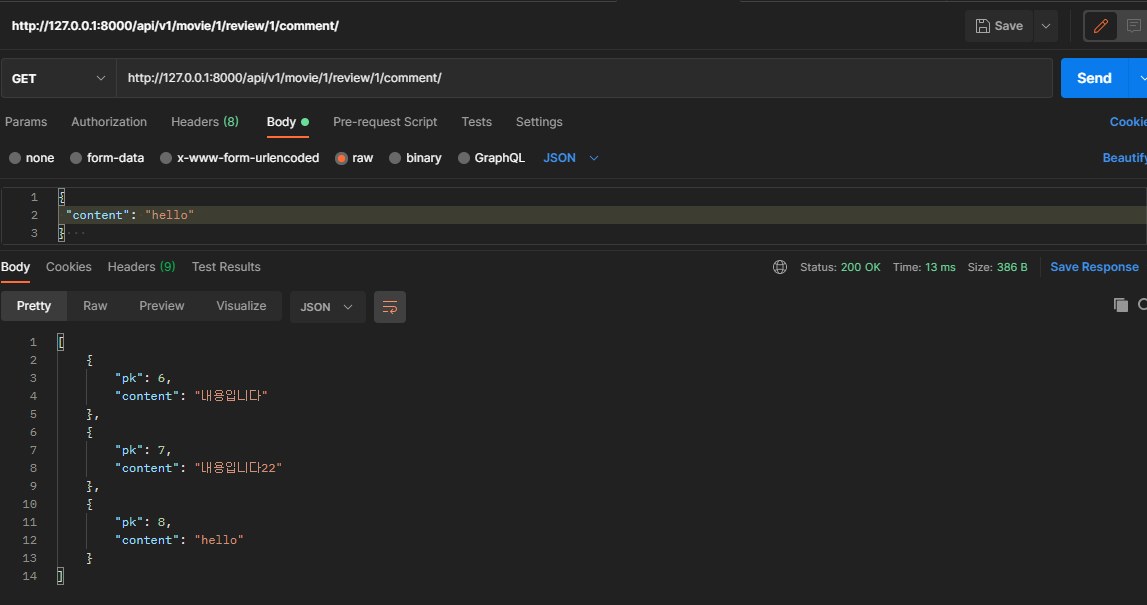 http://127.0.0.1:8000/api/v1/movie/1/review/1/comment/
Save
GET http://127.0.0.1:8000/api/v1/movie/1/review/1/comment/ Send
Params Authorization Headers (8) Body Pre-request Script Tests Settings Cookie
none form-data x-www-form-urlencoded raw binary GraphQL JSON Beautify
1 {
2 "content": "hello"
3 }
Body Cookies Headers (9) Test Results Status: 200 OK Time: 13 ms Size: 386 B Save Response
Pretty Raw Preview Visualize JSON
1 [
2 {
3 "pk": 6,
4 "content": "내용입니다"
5 },
6 {
7 "pk": 7,
8 "content": "내용입니다22"
9 },
10 {
11 "pk": 8,
12 "content": "hello"
13 }
14 ]